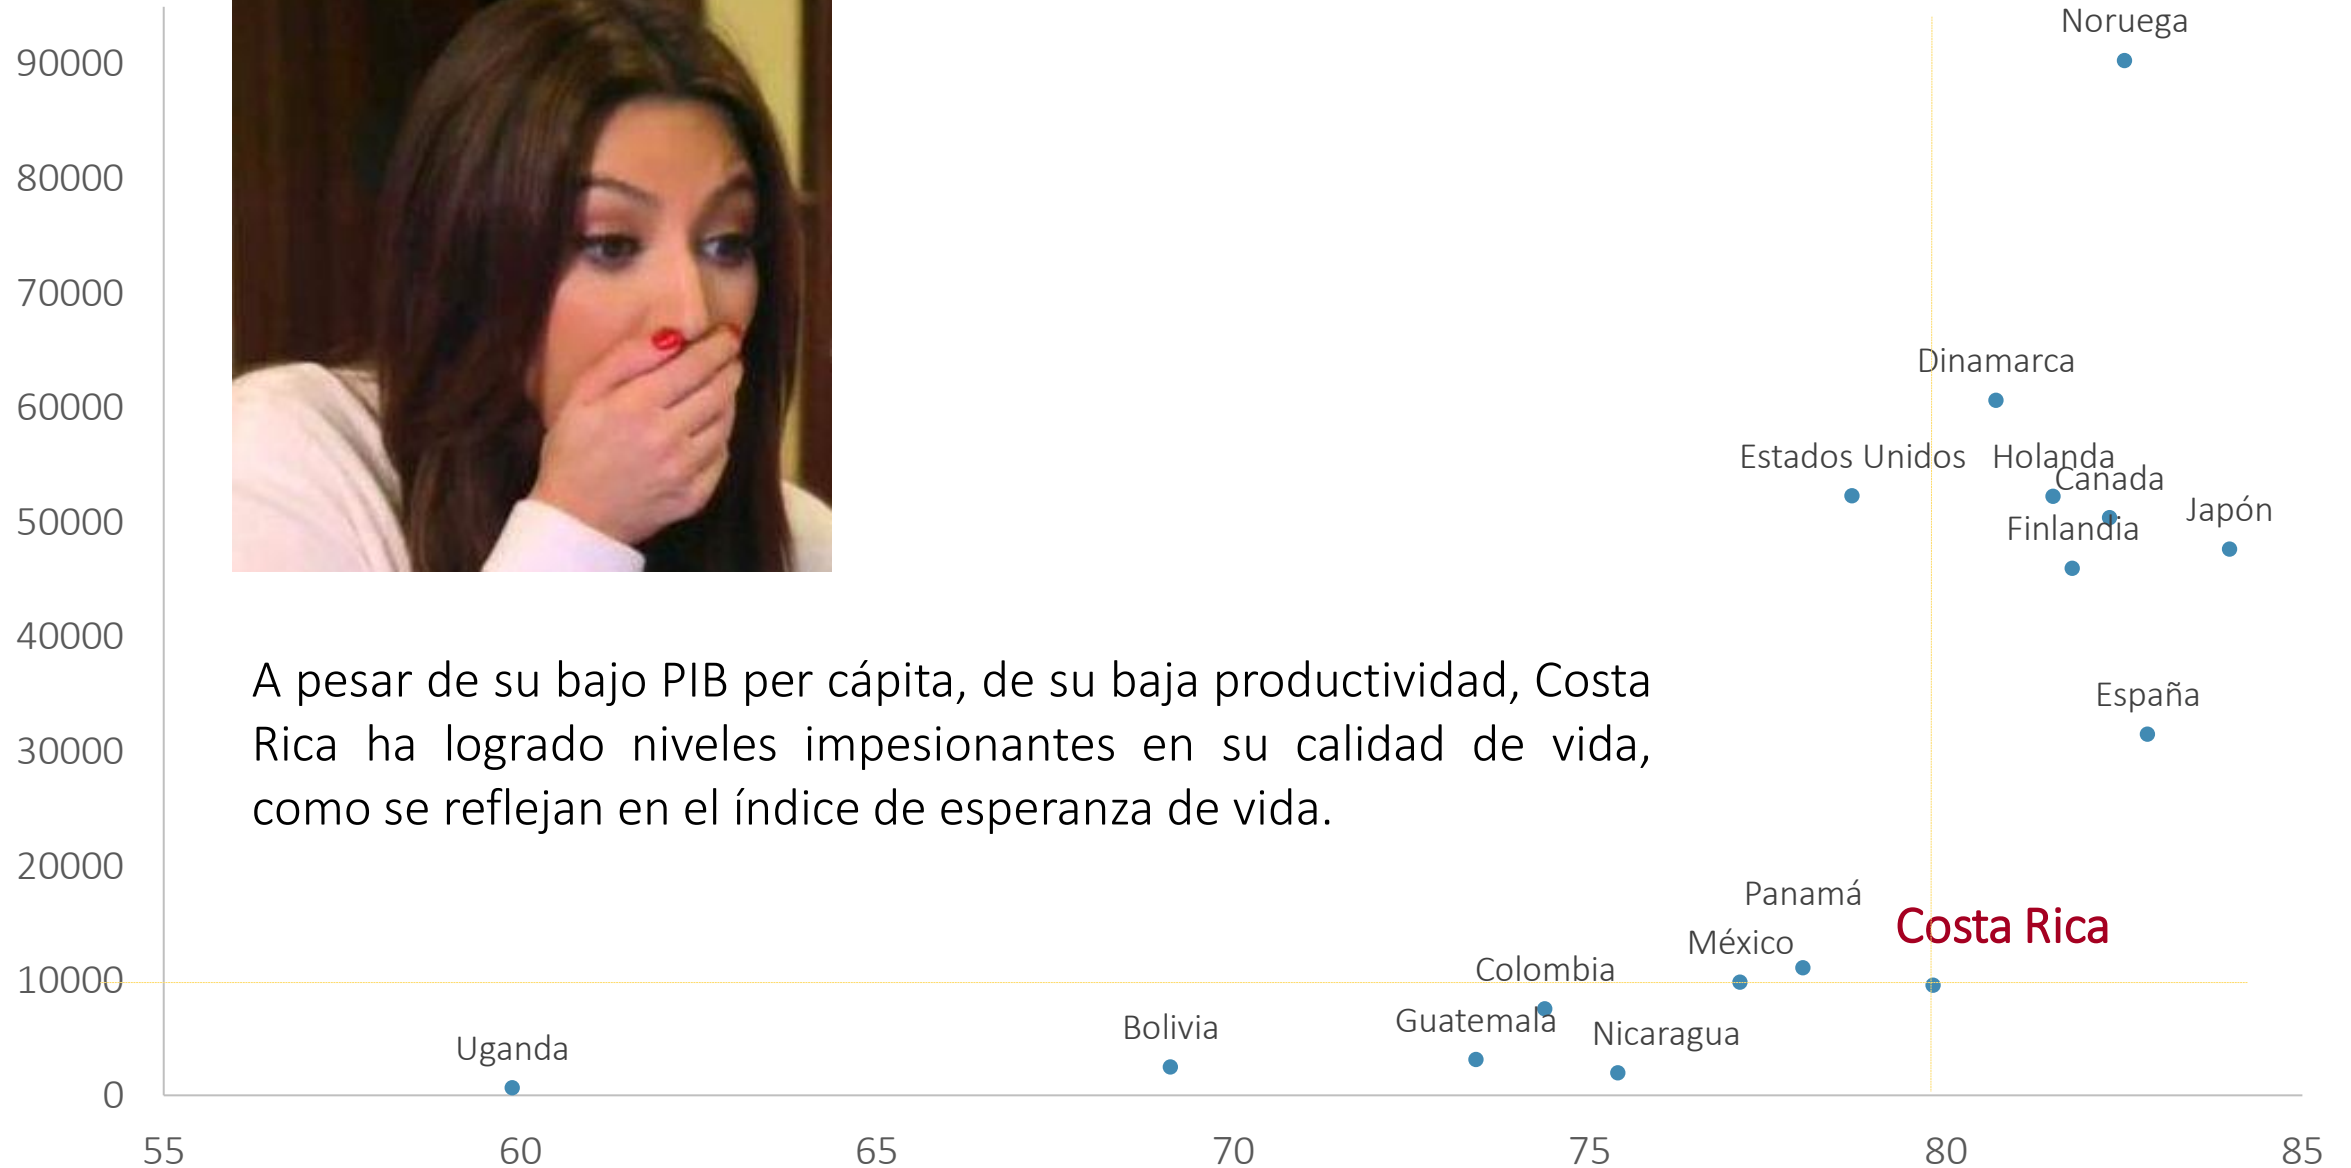 90000
80000
70000
60000
50000
40000
30000
20000
10000
0
Noruega
Dinamarca
Estados Unidos
Holanda
Canada
Japón
Finlandia
España
A pesar de su bajo PIB per cápita, de su baja productividad, Costa
Rica ha logrado niveles impesionantes en su calidad de vida,
como se reflejan en el índice de esperanza de vida.
Panamá
Costa Rica
México
Colombia
Guatemala
Nicaragua
Bolivia
Uganda
55 60 65 70 75 80 85